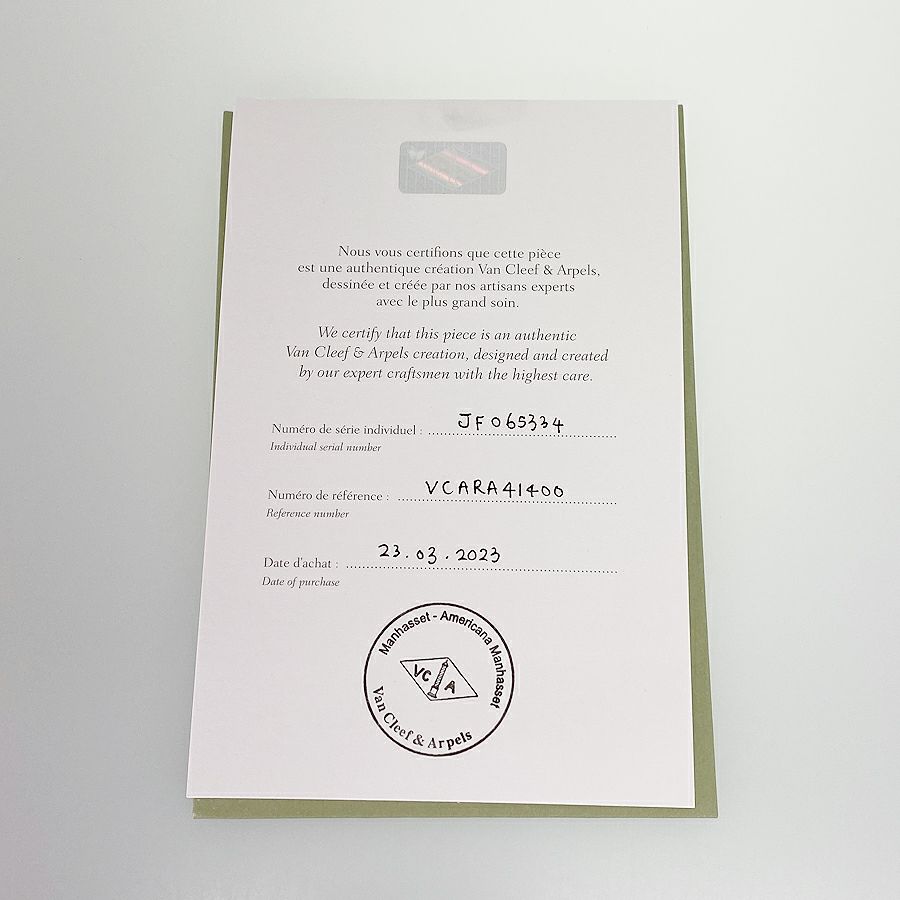 Nous vous certifions que cette pièce
est une authentique création Van Cleef & Arpels,
dessinée et créée par nos artisans experts
avec le plus grand soin.
We certify that this piece is an authentic
Van Cleef & Arpels creation, designed and created
by our expert craftsmen with the highest care.
Numéro de série individuel : JF065334
Individual serial number
Numéro de référence : VCARA41400
Reference number
Date d'achat : 23.03.2023
Date of purchase
Manhasset - Americana Manhasset
VC A
Van Cleef & Arpels